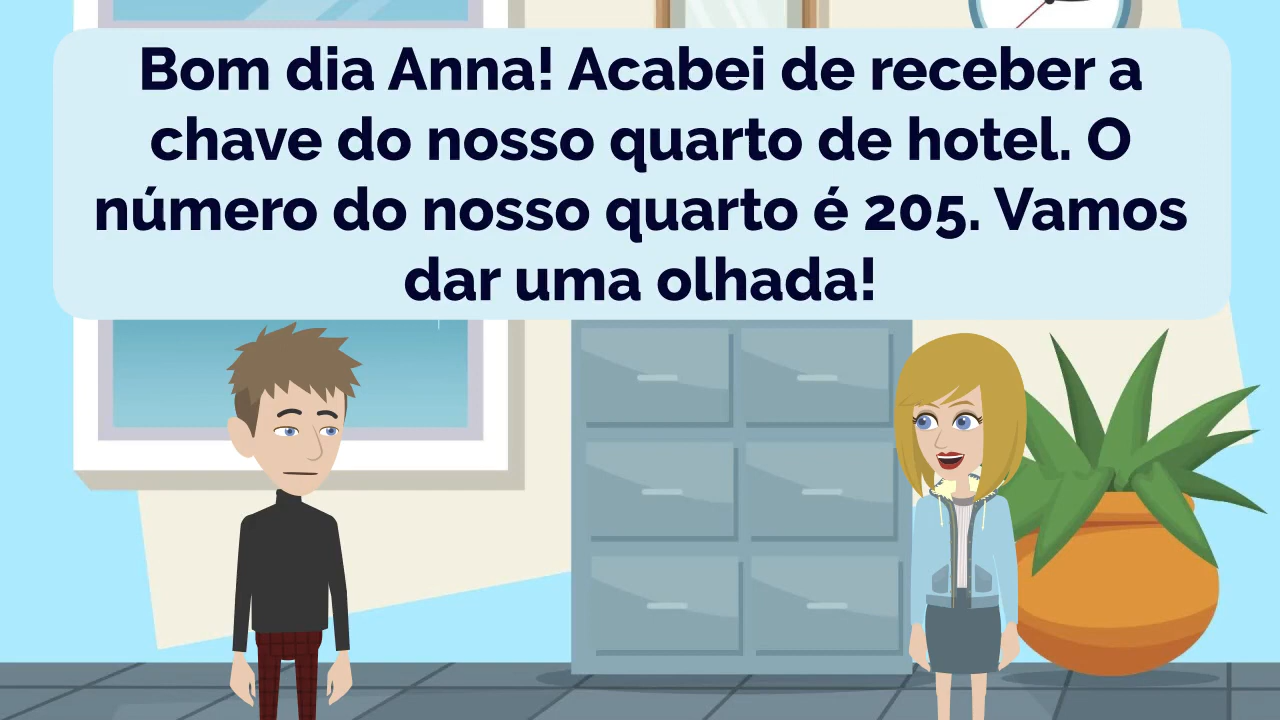 Bom dia Anna! Acabei de receber a
chave do nosso quarto de hotel. O
número do nosso quarto é 205. Vamos
dar uma olhada!